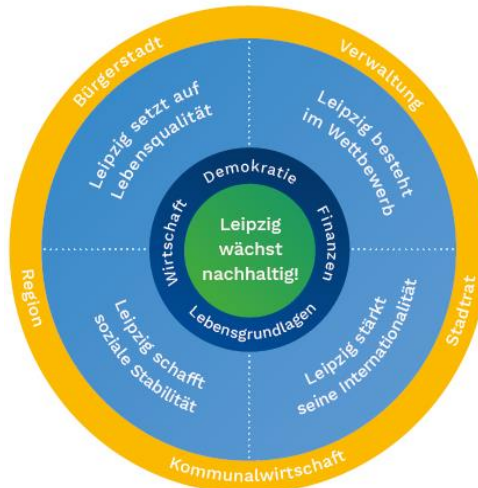 Bürgerstadt
Verwaltung
Leipzig setzt auf
Lebensqualität
Leipzig besteht
im Wettbewerb
Demokratie
Wirtschaft
Finanzen
Leipzig
wächst
nachhaltig!
Lebensgrundlagen
Region
Stadtrat
Leipzig schafft
soziale Stabilität
Leipzig stärkt
seine Internationalität
Kommunalwirtschaft